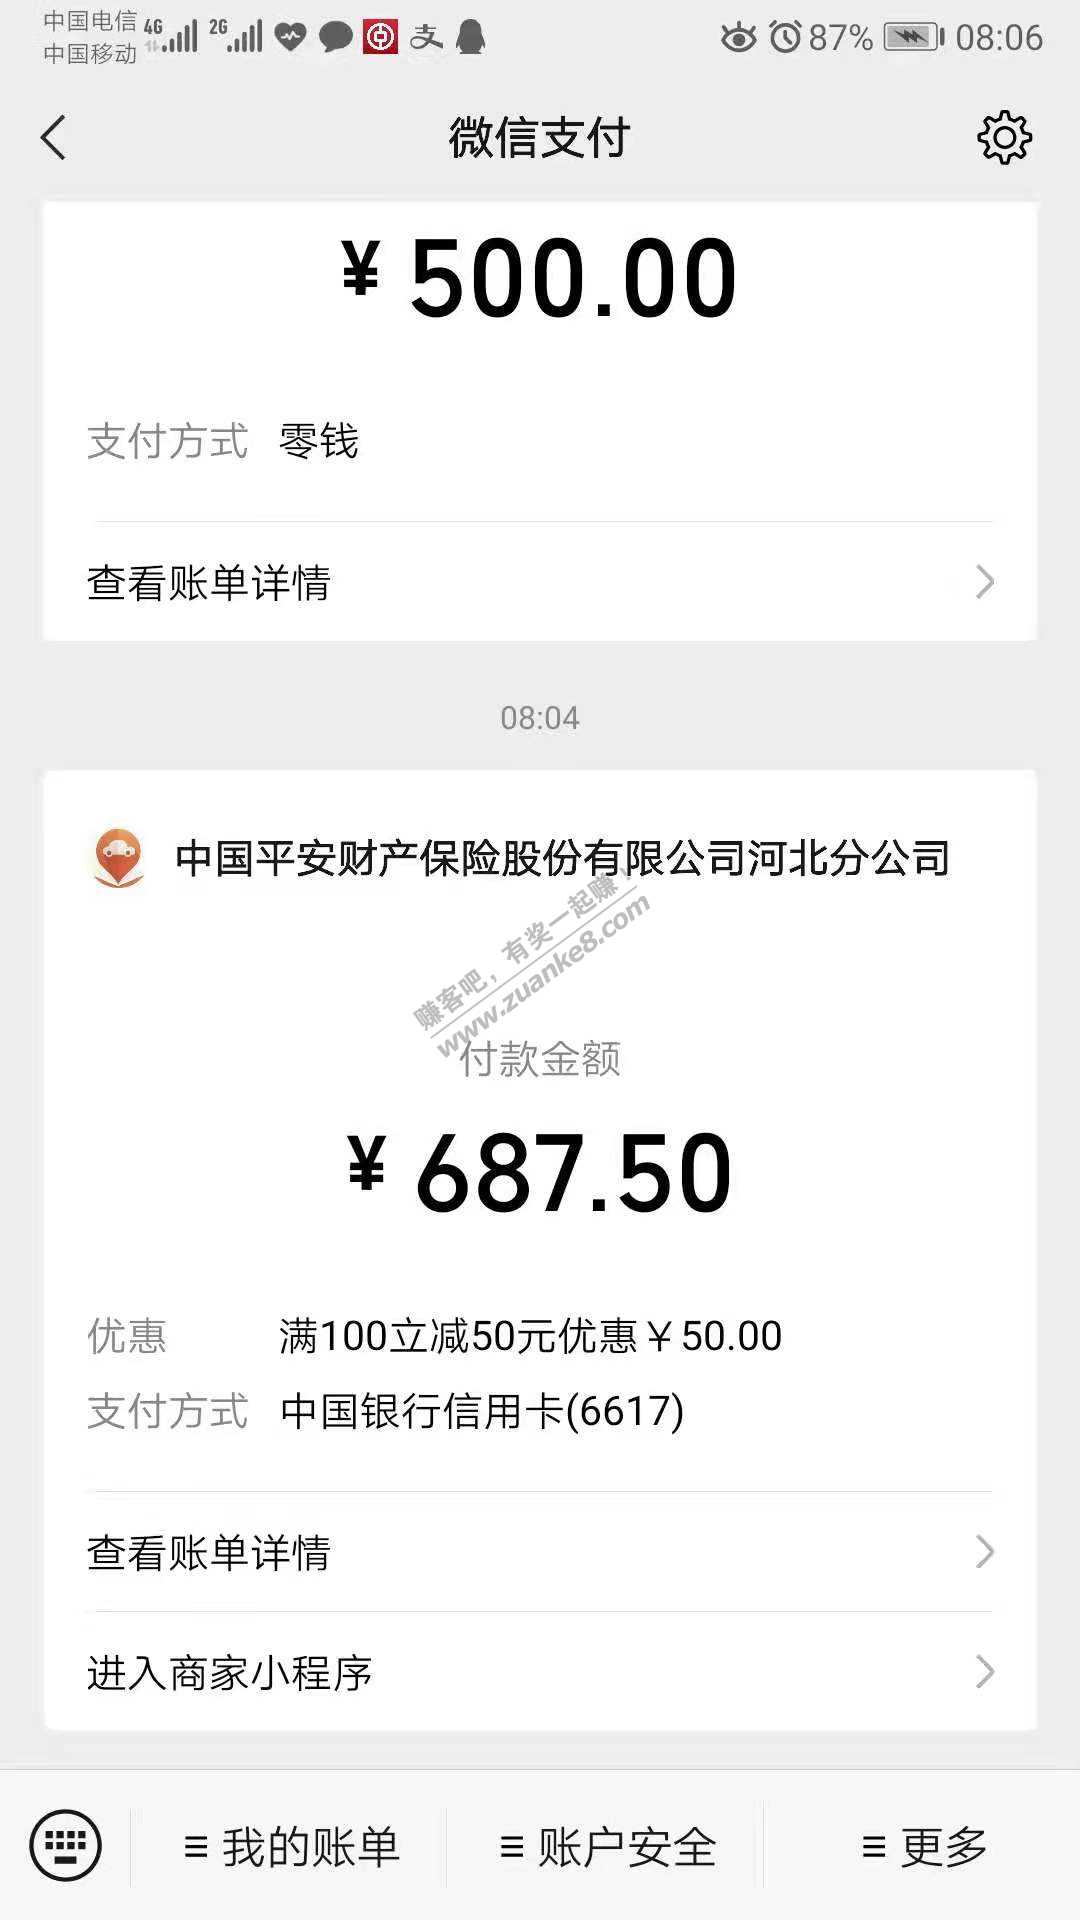 中国电信 4G 2G 87% 08:06
中国移动
微信支付
¥ 500.00
支付方式 零钱
查看账单详情
08:04
中国平安财产保险股份有限公司河北分公司
赚客吧，有奖一起赚！
www.zuanke8.com
付款金额
¥ 687.50
优惠 满100立减50元优惠￥50.00
支付方式 中国银行信用卡(6617)
查看账单详情
进入商家小程序
我的账单 账户安全 更多